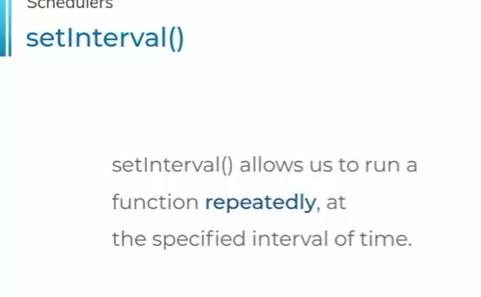 Schedulers
setInterval()
setInterval() allows us to run a
function repeatedly, at
the specified interval of time.